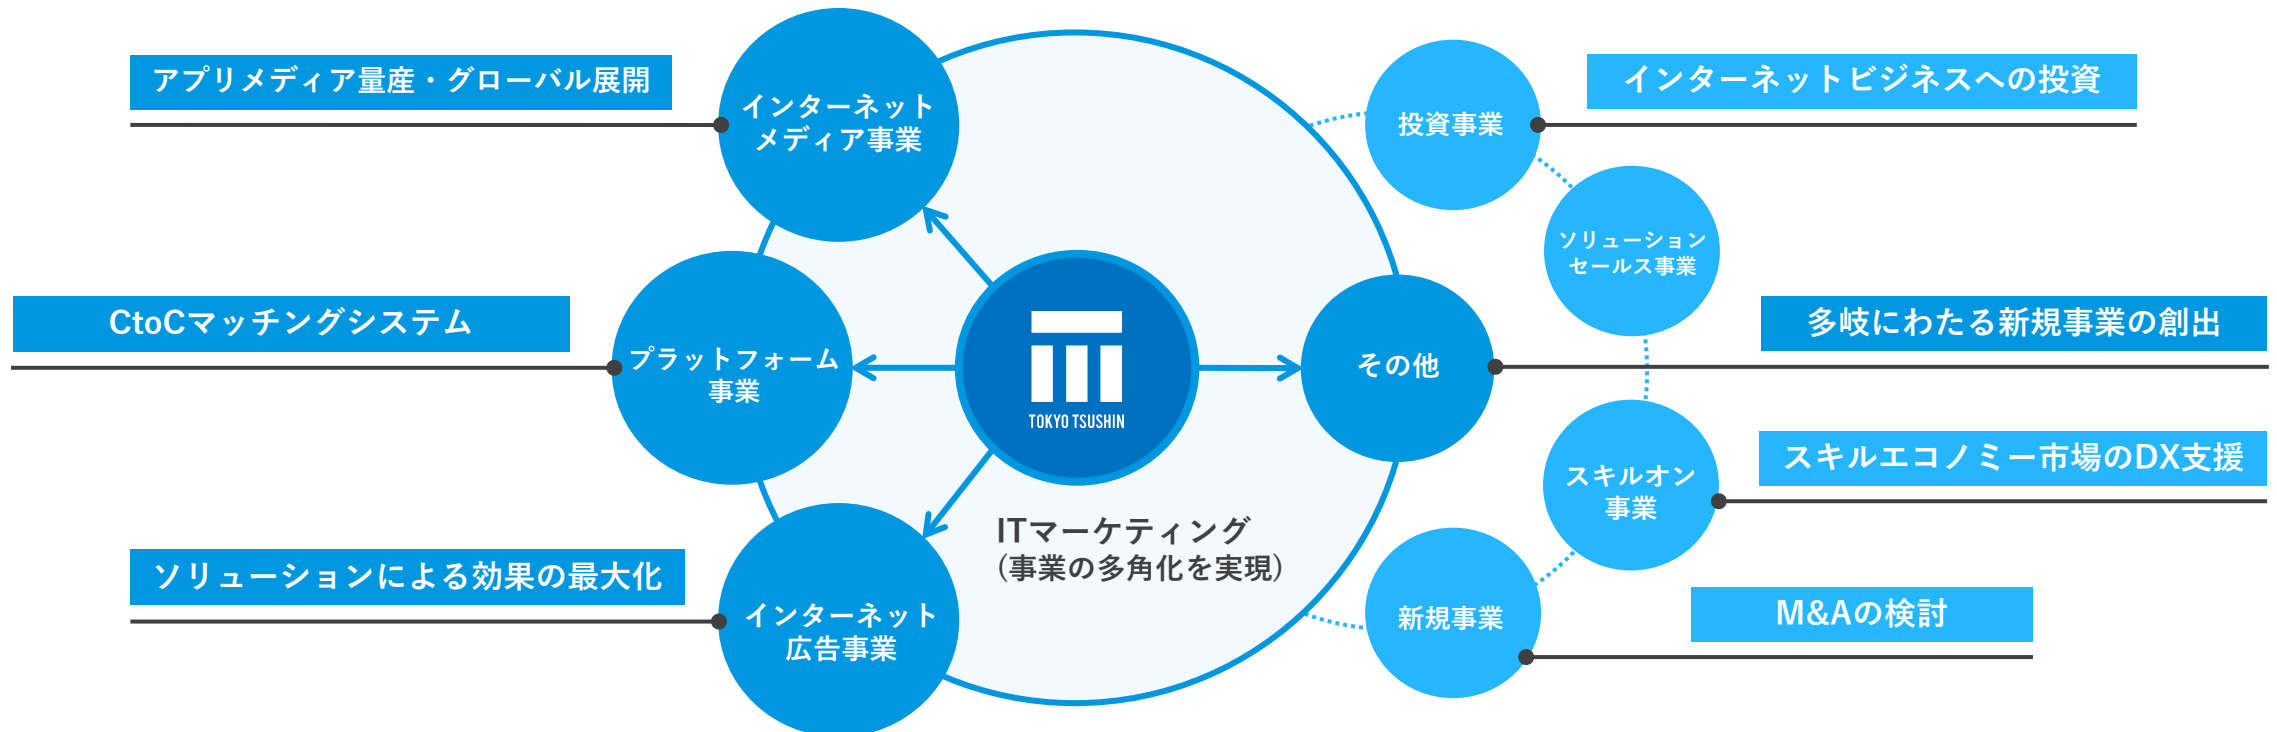 アプリメディア量産・グローバル展開
インターネット
メディア事業
投資事業
インターネットビジネスへの投資
ソリューション
セールス事業
CtoCマッチングシステム
プラットフォーム
事業
TOKYO TSUSHIN
その他
多岐にわたる新規事業の創出
スキルオン
事業
スキルエコノミー市場のDX支援
ITマーケティング
(事業の多角化を実現)
ソリューションによる効果の最大化
インターネット
広告事業
新規事業
M&Aの検討